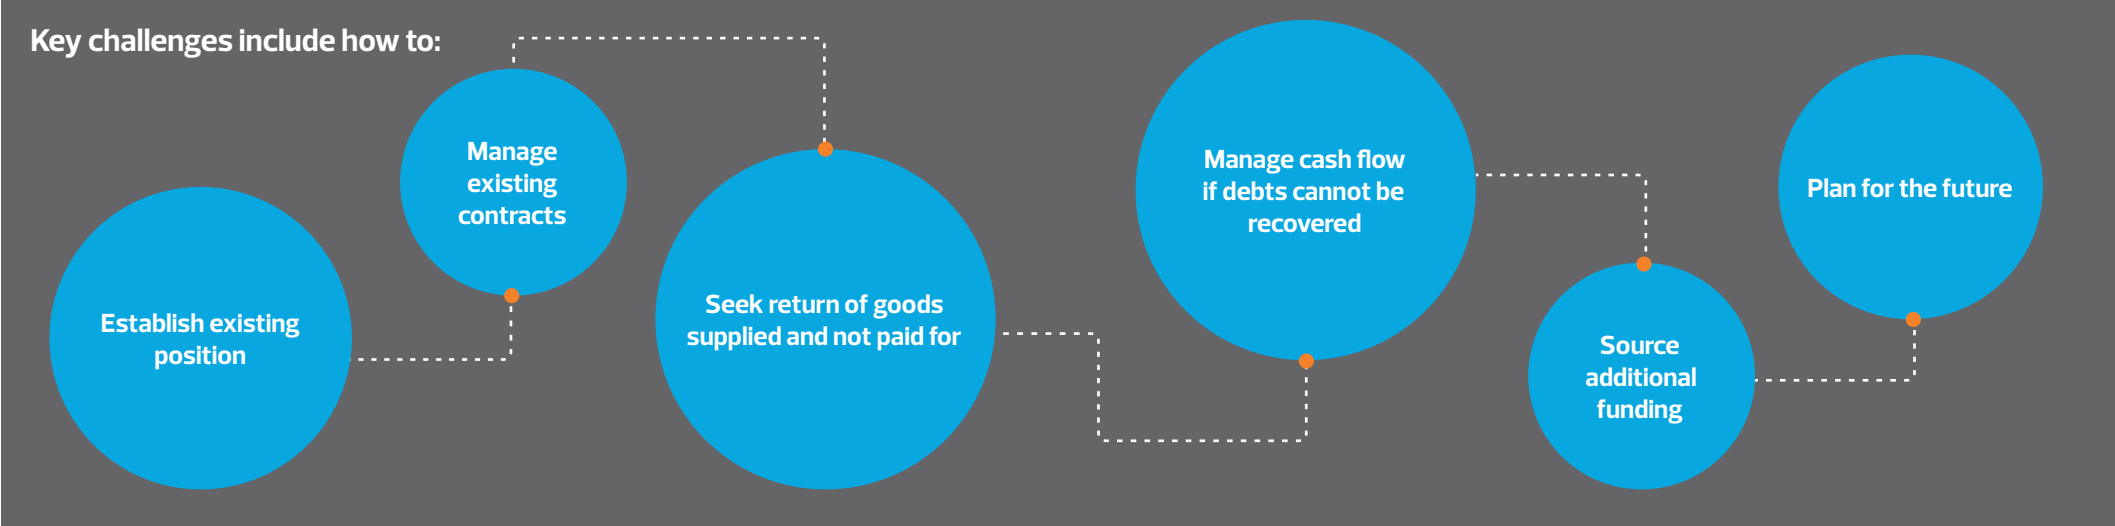 Key challenges include how to:
Establish existing
position
Manage
existing
contracts
Seek return of goods
supplied and not paid for
Manage cash flow
if debts cannot be
recovered
Source
additional
funding
Plan for the future